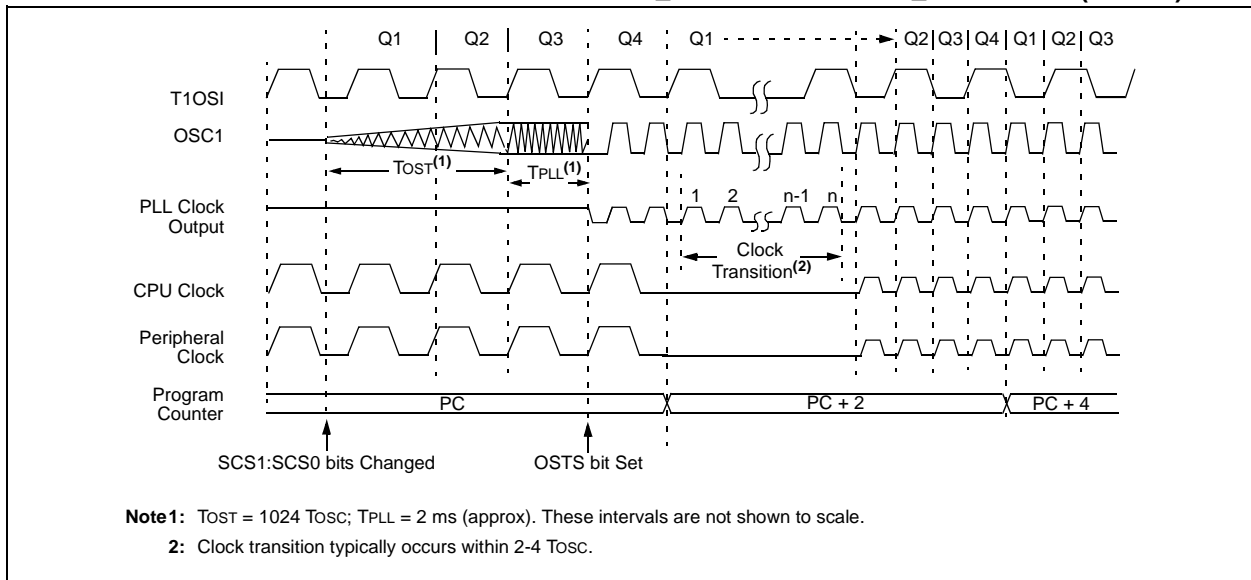 Q1 Q2 Q3 Q4 Q1 Q2 Q3 Q4 Q1 Q2 Q3
T1OSI
OSC1
TOST(1) TPLL(1)
1 2 n-1 n
PLL Clock
Output
Clock
Transition(2)
CPU Clock
Peripheral
Clock
Program
Counter
PC PC + 2 PC + 4
SCS1:SCS0 bits Changed OSTS bit Set
Note1: TOST = 1024 TOSC; TPLL = 2 ms (approx). These intervals are not shown to scale.
2: Clock transition typically occurs within 2-4 TOSC.